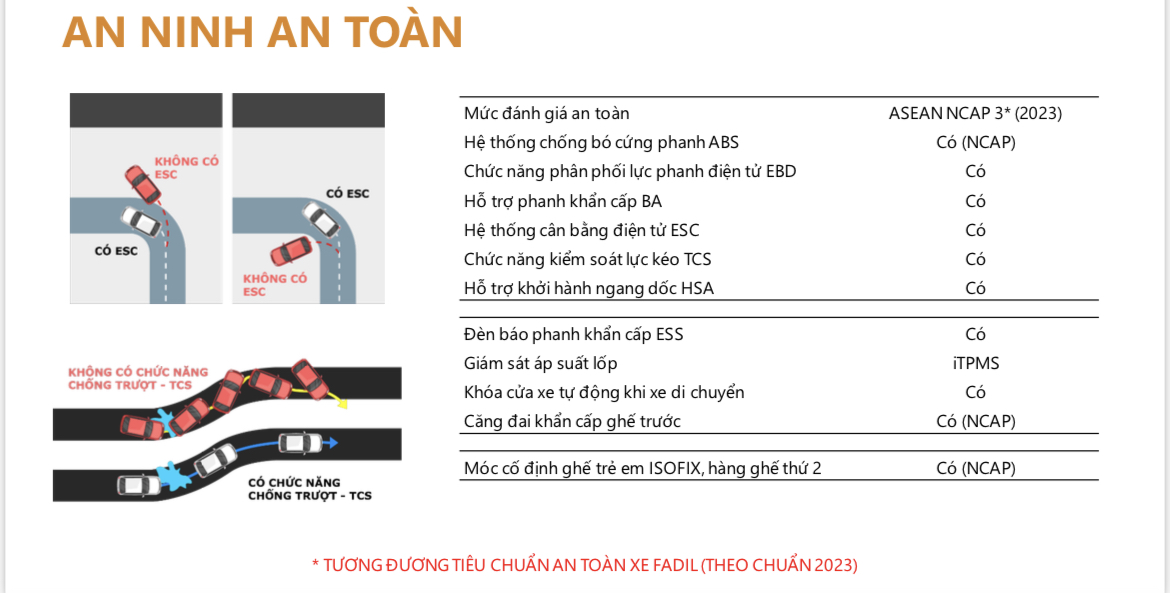 AN NINH AN TOÀN
KHÔNG CÓ
ESC
CÓ ESC
CÓ ESC
KHÔNG CÓ
ESC
KHÔNG CÓ CHỨC NĂNG
CHỐNG TRƯỢT - TCS
CÓ CHỨC NĂNG
CHỐNG TRƯỢT - TCS
Mức đánh giá an toàn ASEAN NCAP 3* (2023)
Hệ thống chống bó cứng phanh ABS Có (NCAP)
Chức năng phân phối lực phanh điện tử EBD Có
Hỗ trợ phanh khẩn cấp BA Có
Hệ thống cân bằng điện tử ESC Có
Chức năng kiểm soát lực kéo TCS Có
Hỗ trợ khởi hành ngang dốc HSA Có
Đèn báo phanh khẩn cấp ESS Có
Giám sát áp suất lốp iTPMS
Khóa cửa xe tự động khi xe di chuyển Có
Căng đai khẩn cấp ghế trước Có (NCAP)
Móc cố định ghế trẻ em ISOFIX, hàng ghế thứ 2 Có (NCAP)
* TƯƠNG ĐƯƠNG TIÊU CHUẨN AN TOÀN XE FADIL (THEO CHUẨN 2023)